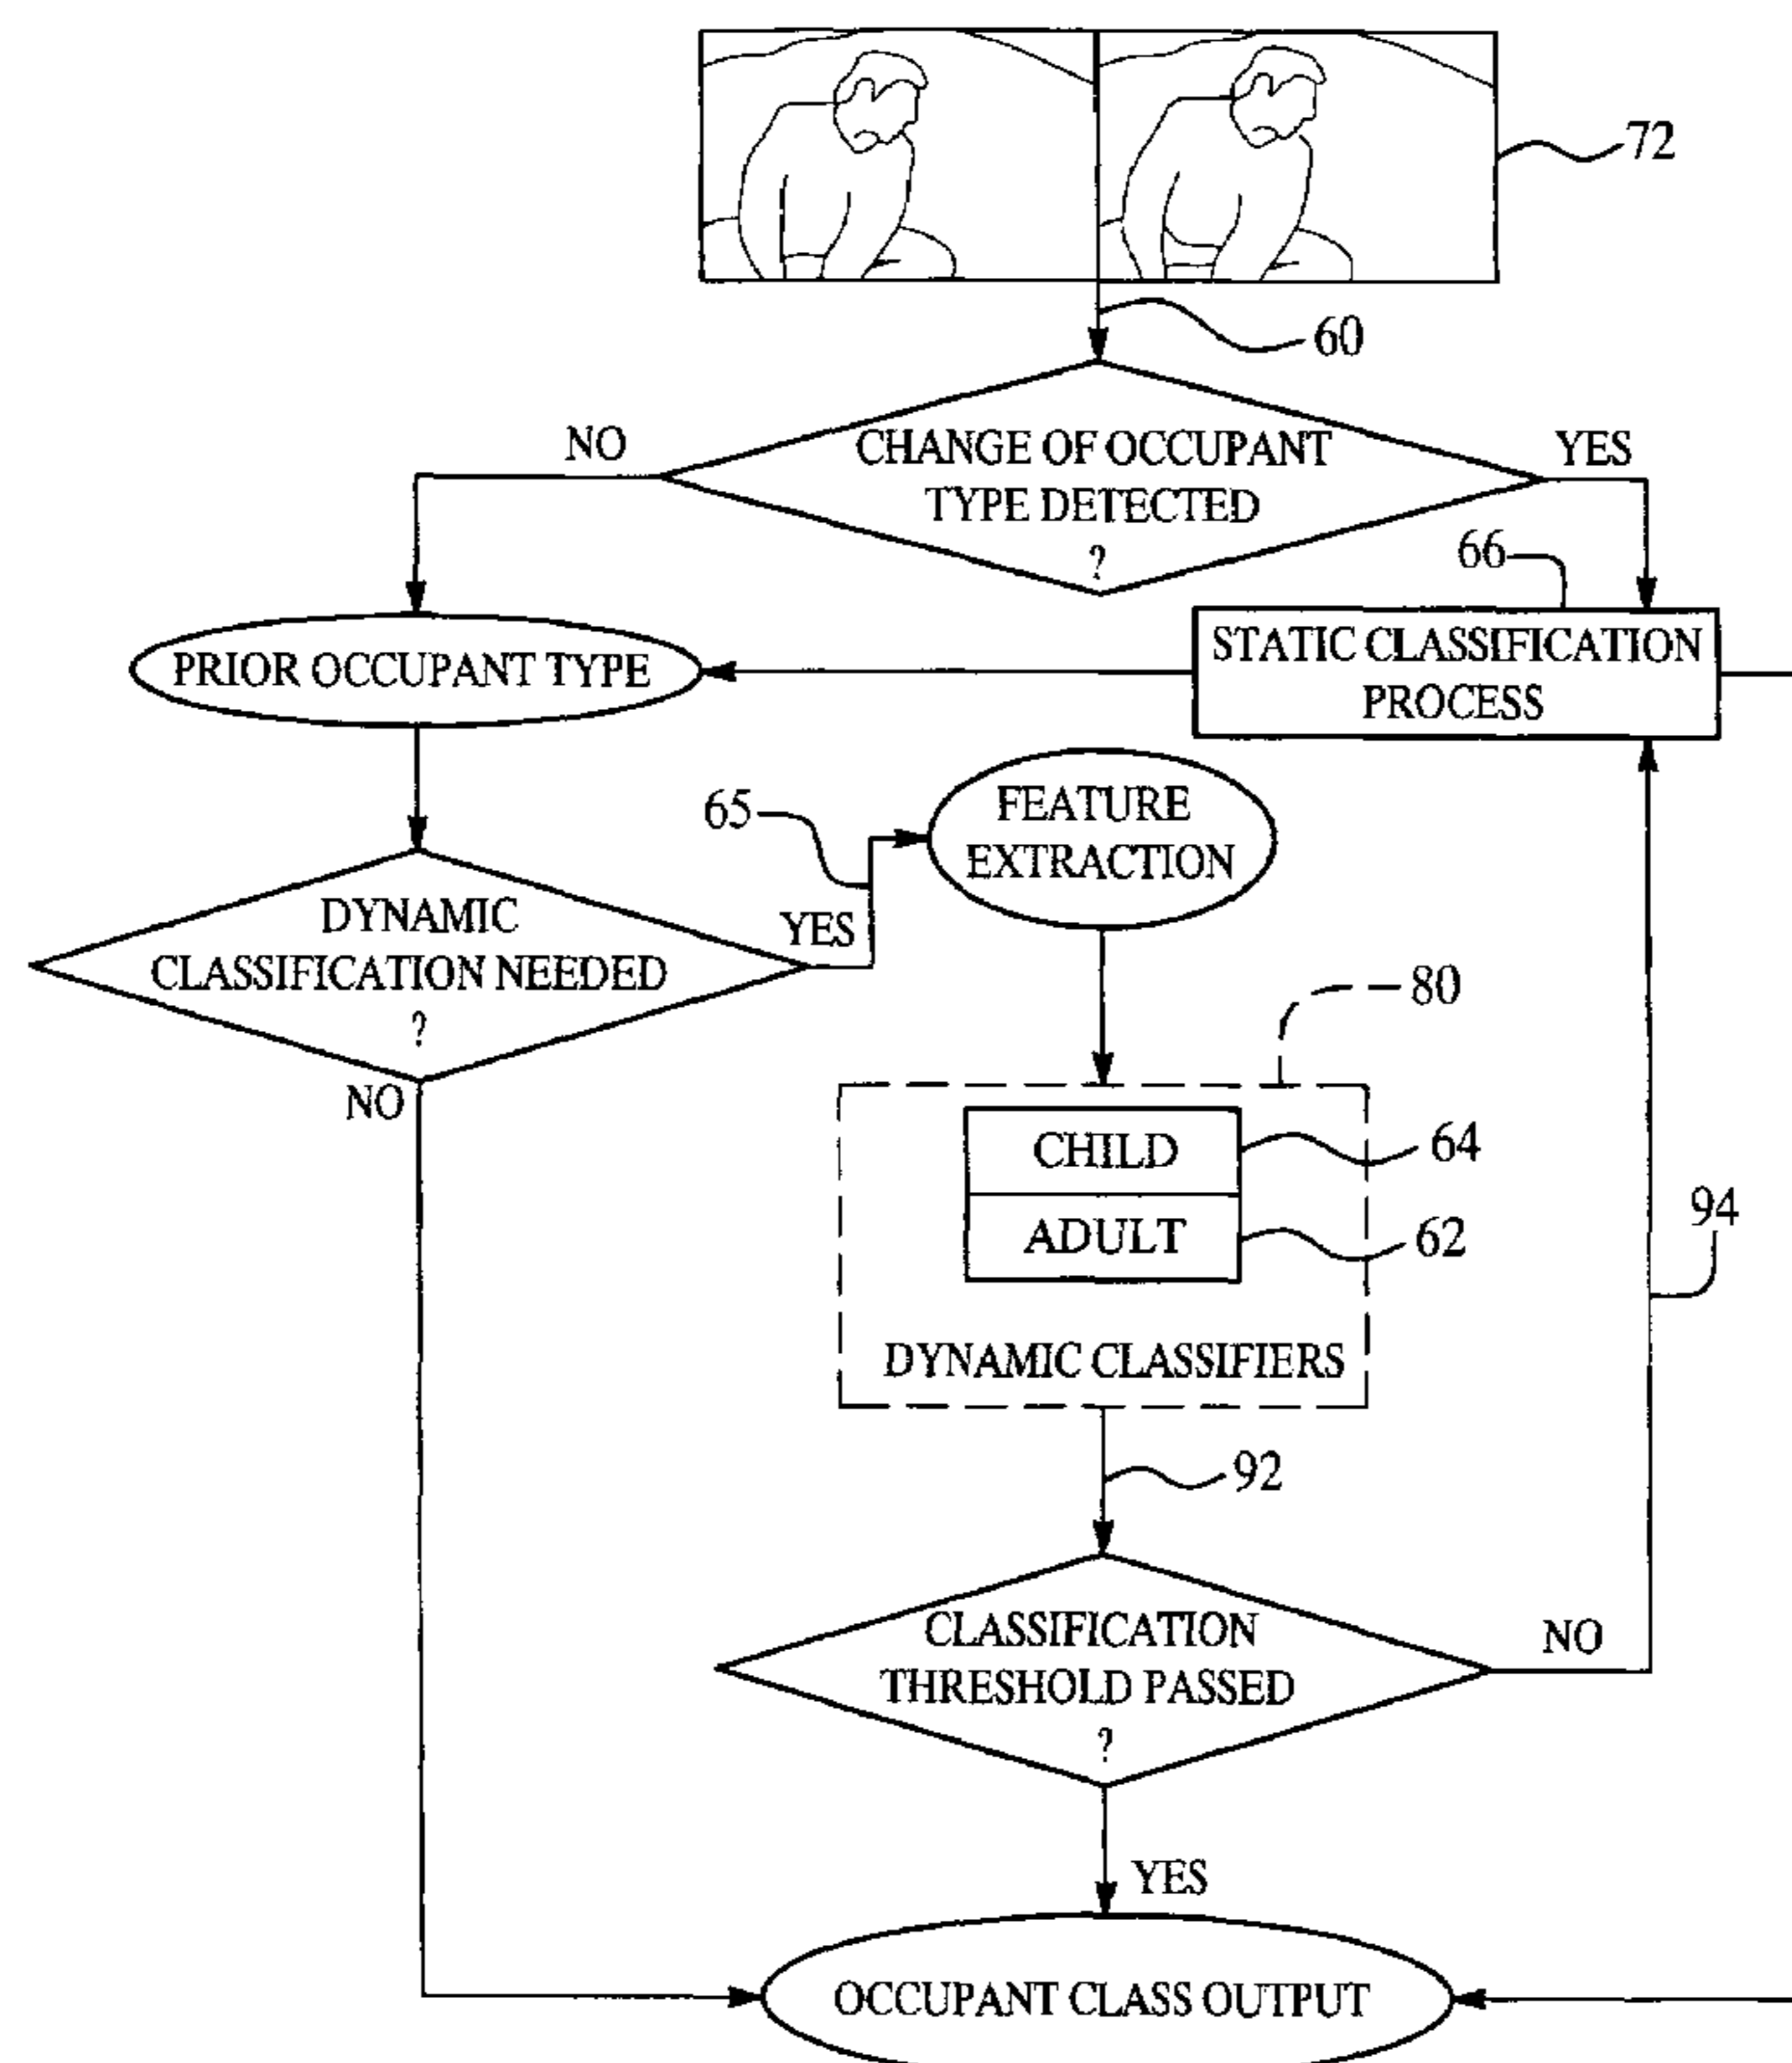 72
60
NO
CHANGE OF OCCUPANT
TYPE DETECTED
?
YES
66
PRIOR OCCUPANT TYPE
STATIC CLASSIFICATION
PROCESS
65
FEATURE
EXTRACTION
DYNAMIC
CLASSIFICATION NEEDED
?
YES
NO
80
CHILD
64
ADULT
62
94
DYNAMIC CLASSIFIERS
92
CLASSIFICATION
THRESHOLD PASSED
?
NO
YES
OCCUPANT CLASS OUTPUT